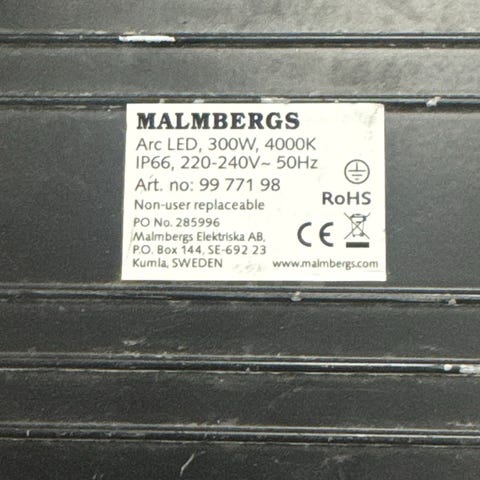 MALMBERGS
Arc LED, 300W, 4000K
IP66, 220-240V~ 50Hz
Art. no: 99 771 98
Non-user replaceable
RoHS
PO No. 285996
Malmbergs Elektriska AB,
P.O. Box 144, SE-692 23
Kumla, SWEDEN
CE
www.malmbergs.com